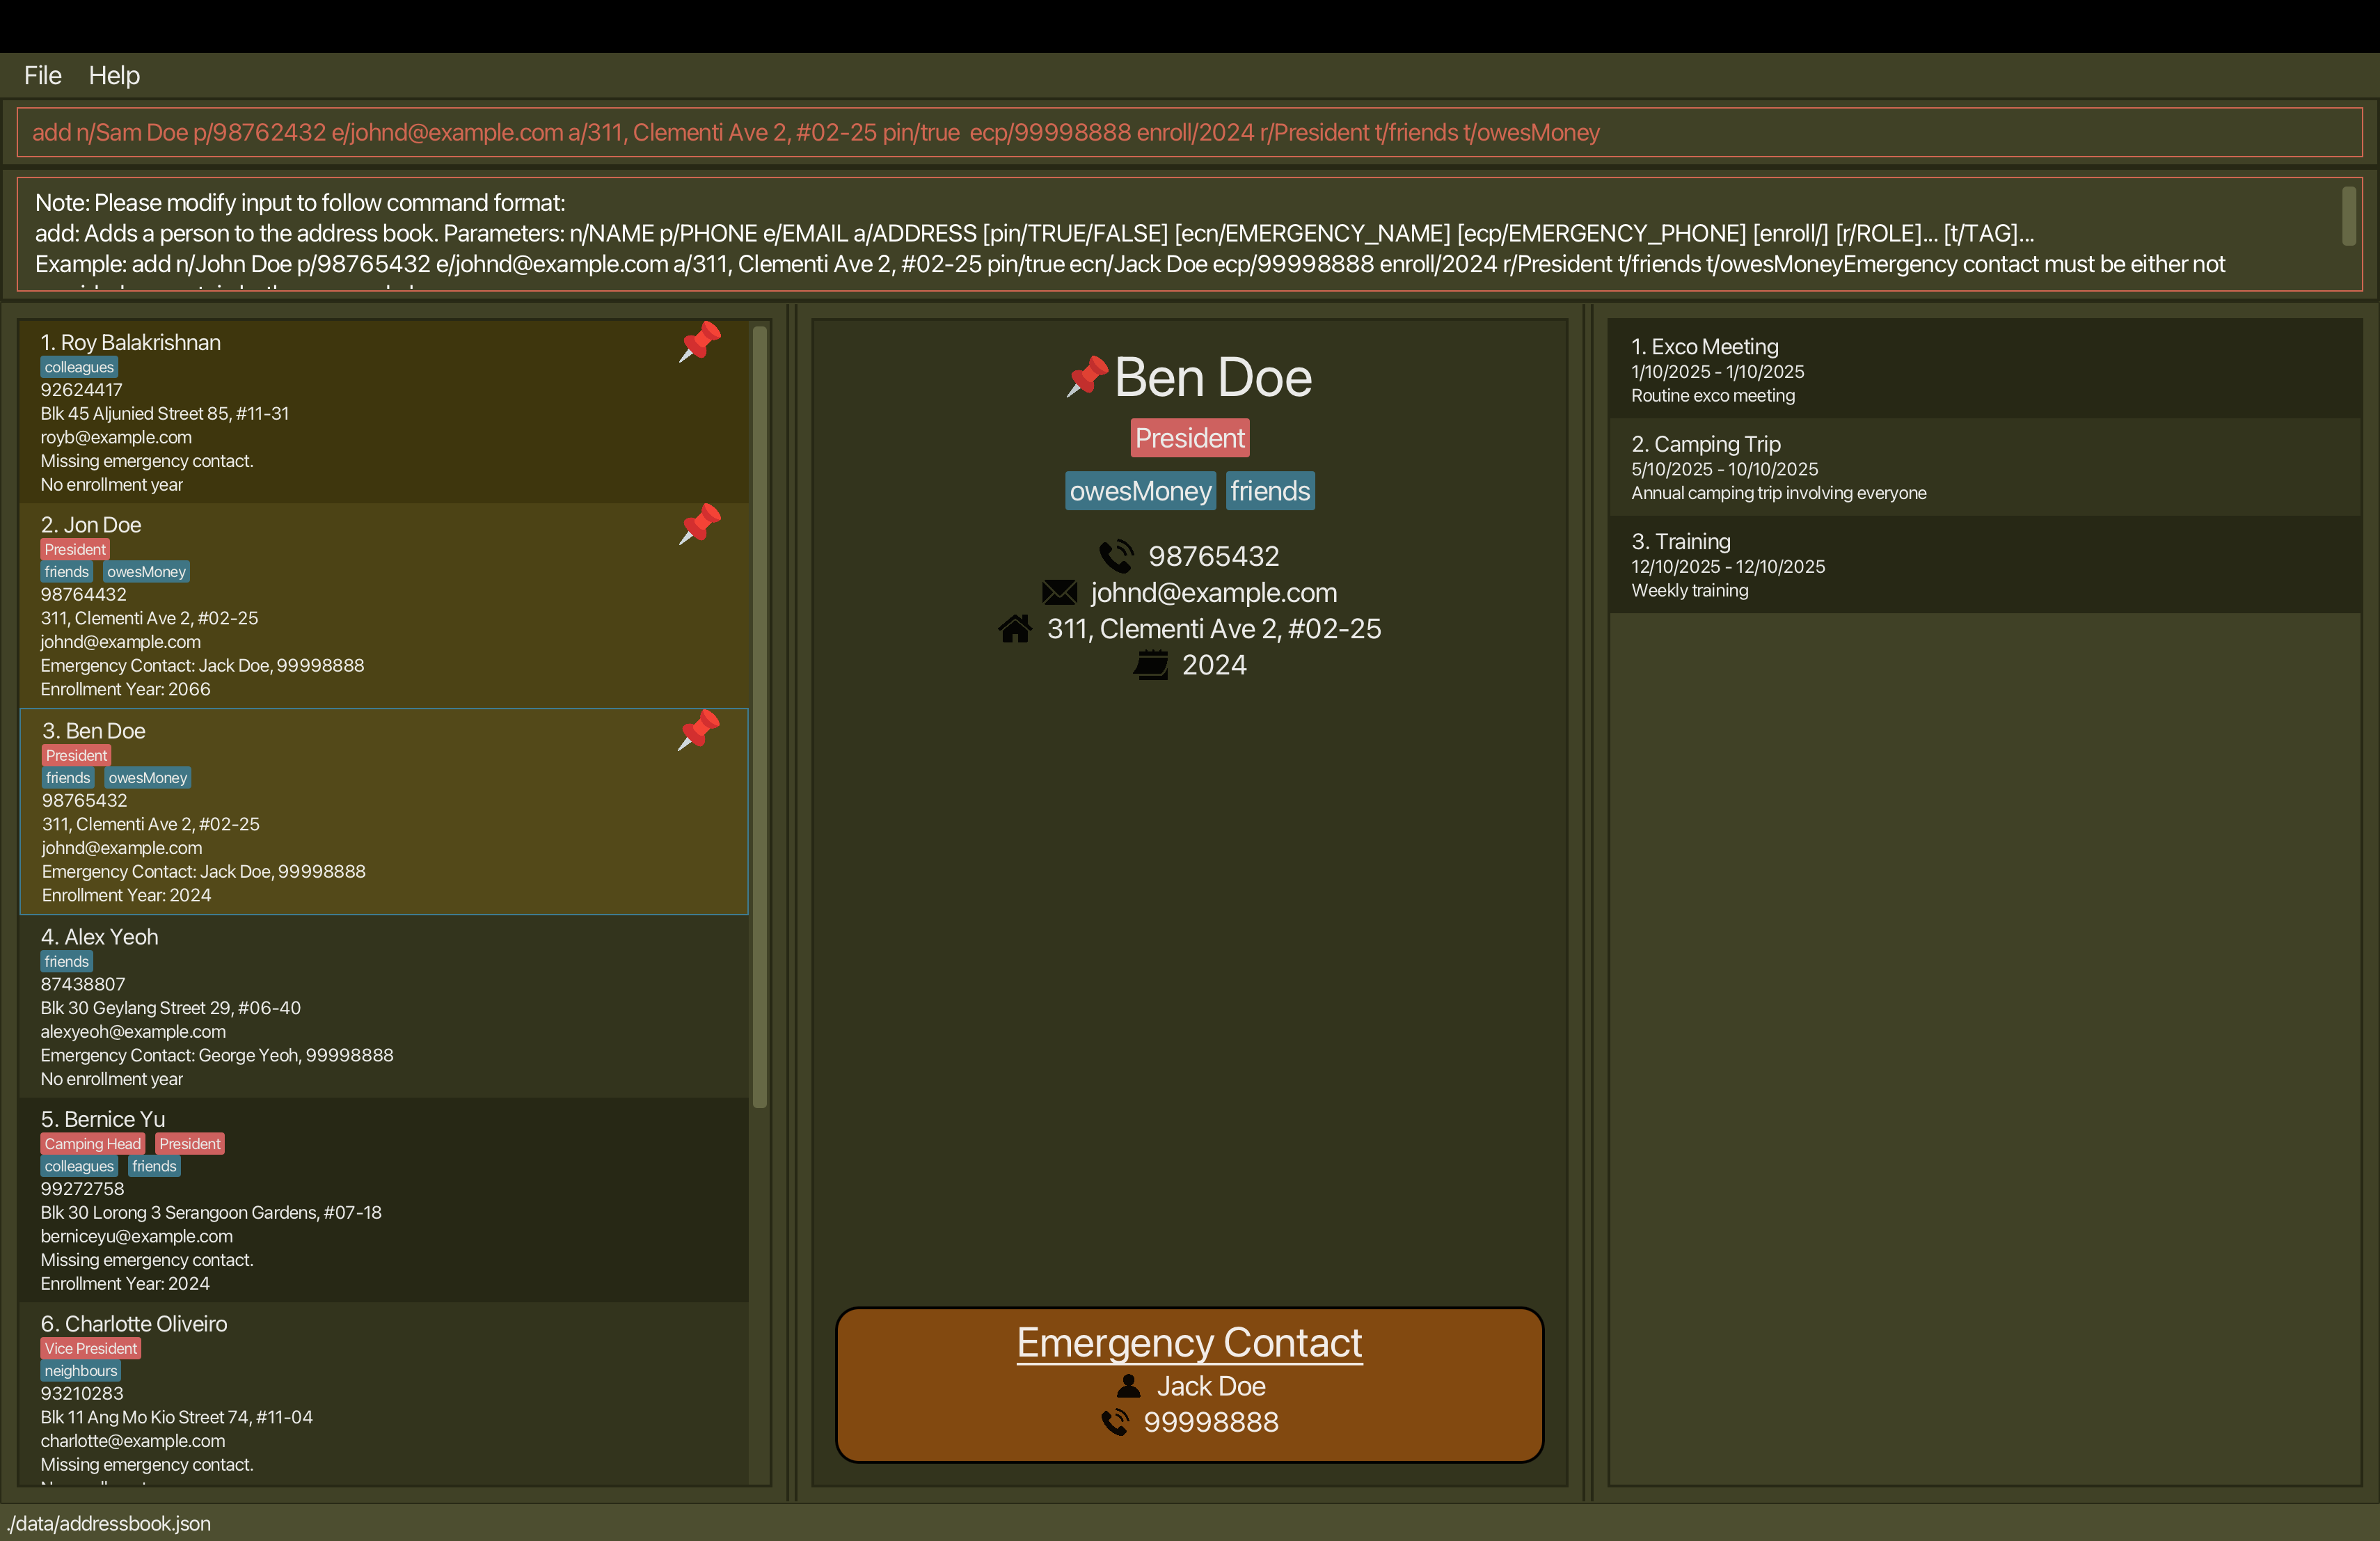 File Help
add n/Sam Doe p/98762432 e/johnd@example.com a/311, Clementi Ave 2, #02-25 pin/true  ecp/99998888 enroll/2024 r/President t/friends t/owesMoney
Note: Please modify input to follow command format:
add: Adds a person to the address book. Parameters: n/NAME p/PHONE e/EMAIL a/ADDRESS [pin/TRUE/FALSE] [ecn/EMERGENCY_NAME] [ecp/EMERGENCY_PHONE] [enroll/] [r/ROLE]... [t/TAG]...
Example: add n/John Doe p/98765432 e/johnd@example.com a/311, Clementi Ave 2, #02-25 pin/true ecn/Jack Doe ecp/99998888 enroll/2024 r/President t/friends t/owesMoneyEmergency contact must be either not
1. Roy Balakrishnan
colleagues
92624417
Blk 45 Aljunied Street 85, #11-31
royb@example.com
Missing emergency contact.
No enrollment year
2. Jon Doe
President
friends owesMoney
98764432
311, Clementi Ave 2, #02-25
johnd@example.com
Emergency Contact: Jack Doe, 99998888
Enrollment Year: 2066
3. Ben Doe
President
friends owesMoney
98765432
311, Clementi Ave 2, #02-25
johnd@example.com
Emergency Contact: Jack Doe, 99998888
Enrollment Year: 2024
4. Alex Yeoh
friends
87438807
Blk 30 Geylang Street 29, #06-40
alexyeoh@example.com
Emergency Contact: George Yeoh, 99998888
No enrollment year
5. Bernice Yu
Camping Head President
colleagues friends
99272758
Blk 30 Lorong 3 Serangoon Gardens, #07-18
berniceyu@example.com
Missing emergency contact.
Enrollment Year: 2024
6. Charlotte Oliveiro
Vice President
neighbours
93210283
Blk 11 Ang Mo Kio Street 74, #11-04
charlotte@example.com
Missing emergency contact.
Ben Doe
President
owesMoney friends
98765432
johnd@example.com
311, Clementi Ave 2, #02-25
2024
Emergency Contact
Jack Doe
99998888
1. Exco Meeting
1/10/2025 - 1/10/2025
Routine exco meeting
2. Camping Trip
5/10/2025 - 10/10/2025
Annual camping trip involving everyone
3. Training
12/10/2025 - 12/10/2025
Weekly training
./data/addressbook.json